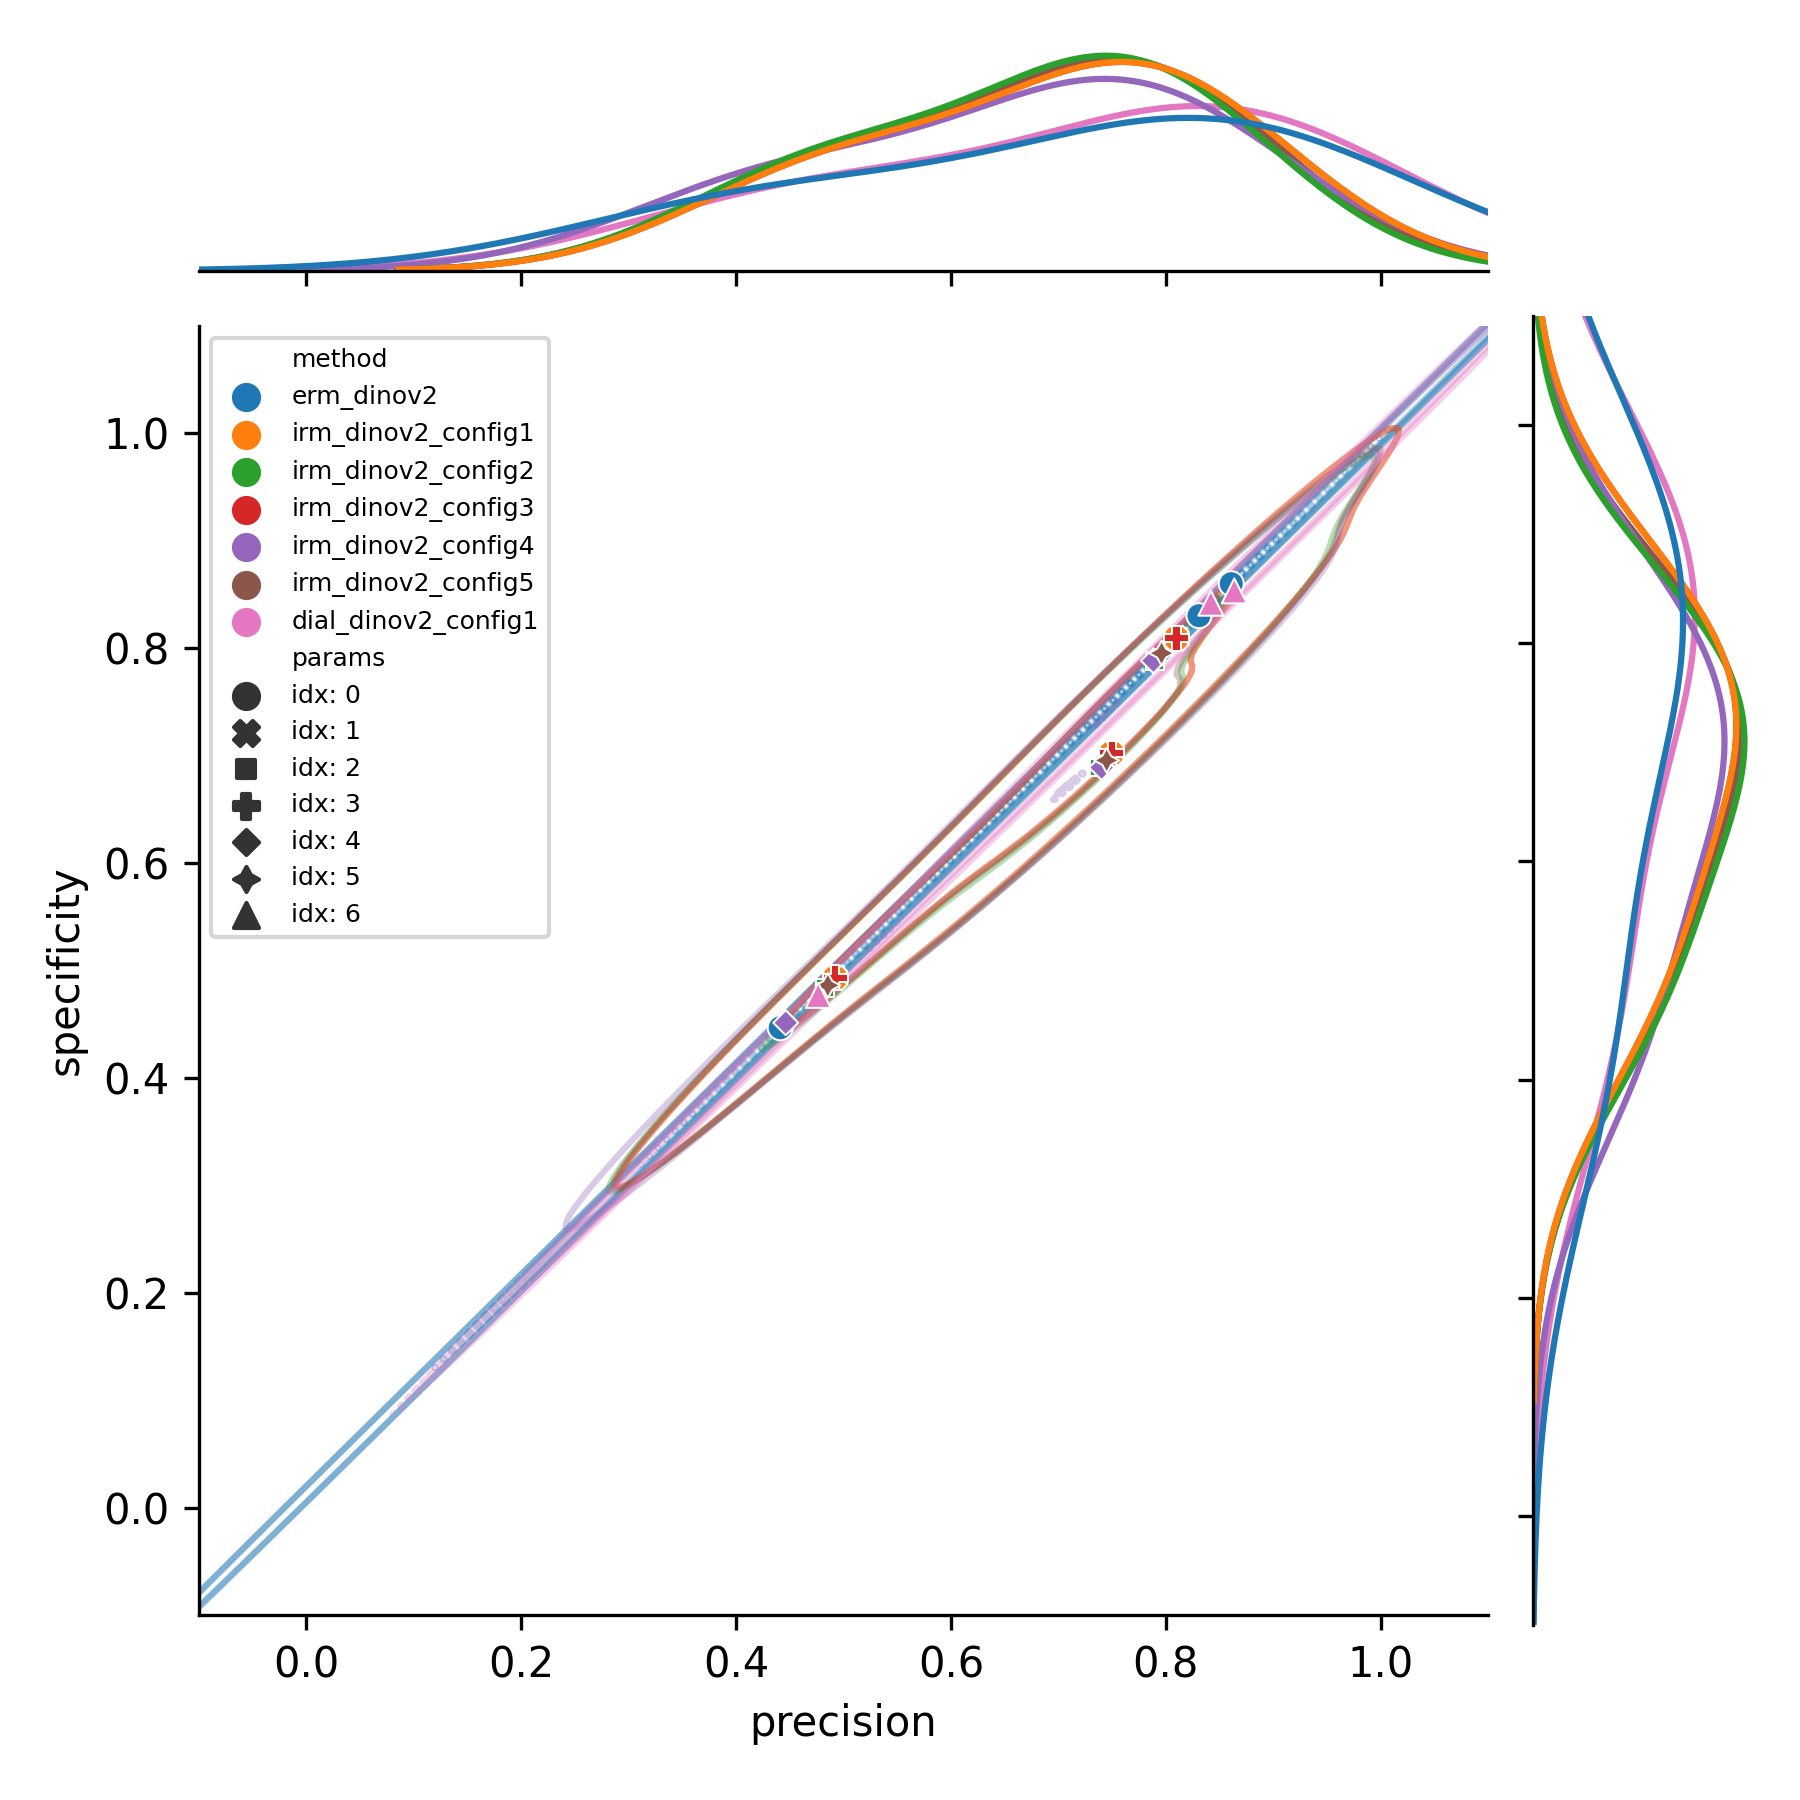 method
erm_dinov2
irm_dinov2_config1
irm_dinov2_config2
irm_dinov2_config3
irm_dinov2_config4
irm_dinov2_config5
dial_dinov2_config1
params
idx: 0
idx: 1
idx: 2
idx: 3
idx: 4
idx: 5
idx: 6
1.0
0.8
0.6
0.4
0.2
0.0
specificity
0.0 0.2 0.4 0.6 0.8 1.0
precision